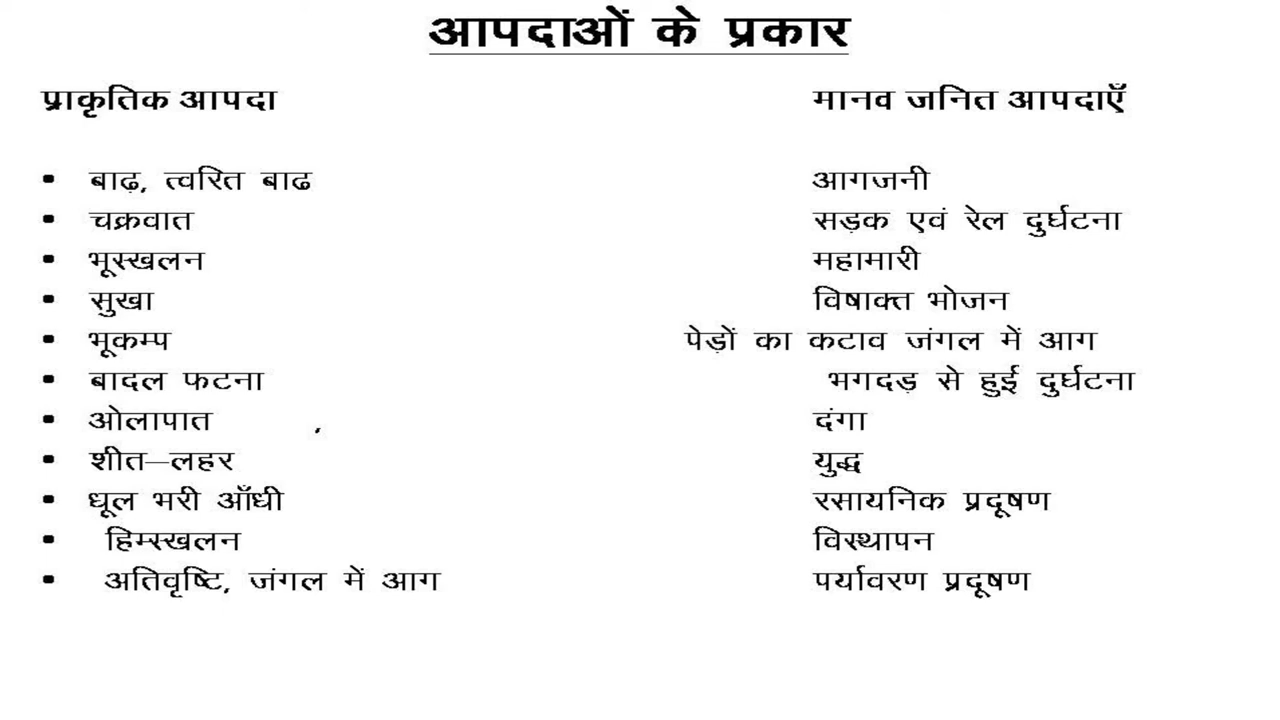 आपदाओं के प्रकार
प्राकृतिक आपदा मानव जनित आपदाएँ
• बाढ़, त्वरित बाढ आगजनी
• चक्रवात सड़क एवं रेल दुर्घटना
• भूस्खलन महामारी
• सुखा विषाक्त भोजन
• भूकम्प पेड़ों का कटाव जंगल में आग
• बादल फटना भगदड़ से हुई दुर्घटना
• ओलापात , दंगा
• शीत–लहर युद्ध
• धूल भरी आँधी रसायनिक प्रदूषण
• हिम्स्खलन विस्थापन
• अतिवृष्टि, जंगल में आग पर्यावरण प्रदूषण